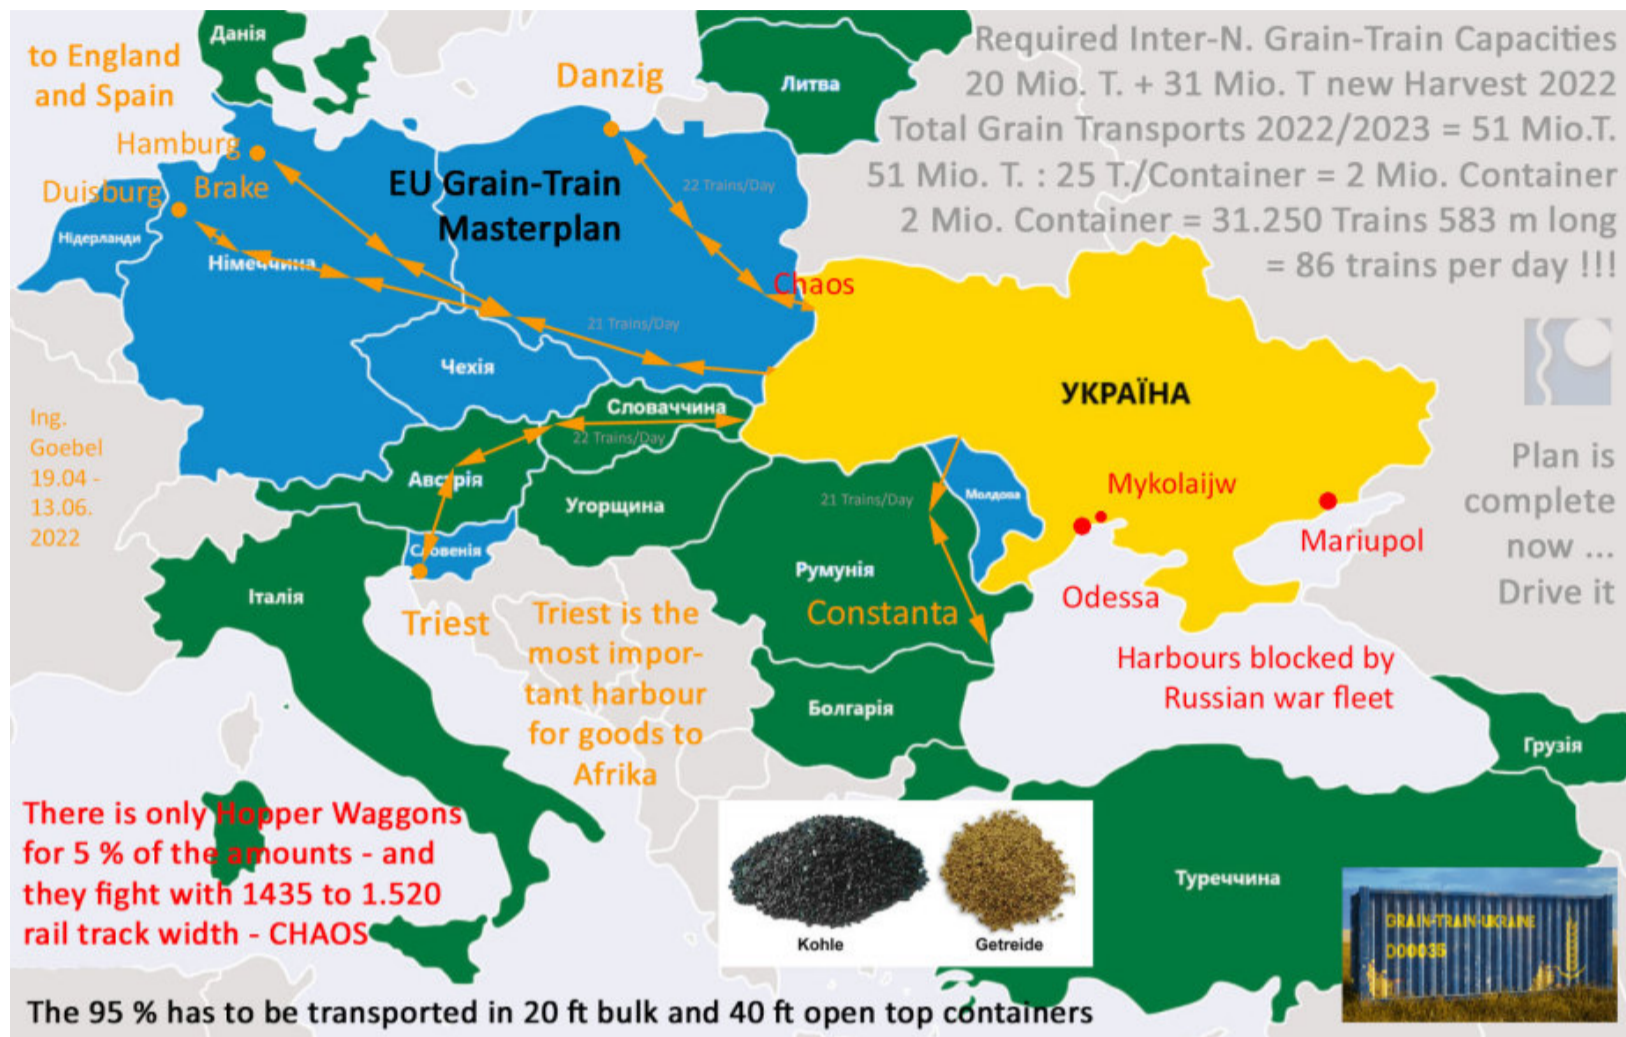 to England
and Spain
Данія
Danzig
Литва
Required Inter-N. Grain-Train Capacities
20 Mio. T. + 31 Mio. T new Harvest 2022
Total Grain Transports 2022/2023 = 51 Mio.T.
51 Mio. T. : 25 T./Container = 2 Mio. Container
2 Mio. Container = 31.250 Trains 583 m long
= 86 trains per day !!!
Hamburg
Duisburg
Brake
EU Grain-Train
Masterplan
22 Trains/Day
Нідерланди
Німеччина
Chaos
21 Trains/Day
Чехія
УКРАЇНА
Словаччина
22 Trains/Day
Ing.
Goebel
19.04 -
13.06.
2022
Австрія
Угорщина
21 Trains/Day
Молдова
Mykolaijw
Mariupol
Plan is
complete
now ...
Drive it
Словенія
Румунія
Odessa
Італія
Triest
Constanta
Triest is the
most impor-
tant harbour
for goods to
Afrika
Harbours blocked by
Russian war fleet
Болгарія
Грузія
There is only Hopper Waggons
for 5 % of the amounts - and
they fight with 1435 to 1.520
rail track width - CHAOS
Kohle
Getreide
Туреччина
GRAIN-TRAIN-UKRAINE
000035
The 95 % has to be transported in 20 ft bulk and 40 ft open top containers